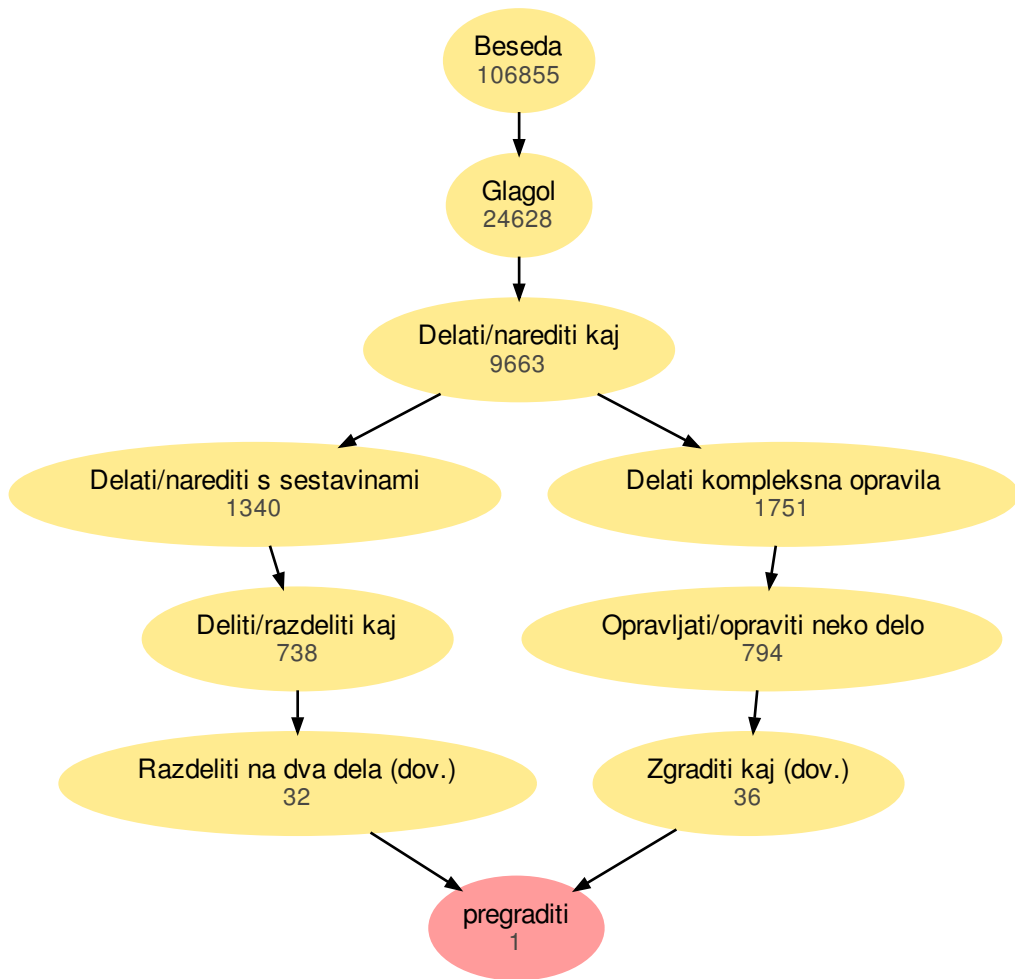 Beseda
106855
Glagol
24628
Delati/narediti kaj
9663
Delati/narediti s sestavinami
1340
Delati kompleksna opravila
1751
Deliti/razdeliti kaj
738
Opravljati/opraviti neko delo
794
Razdeliti na dva dela (dov.)
32
Zgraditi kaj (dov.)
36
pregraditi
1